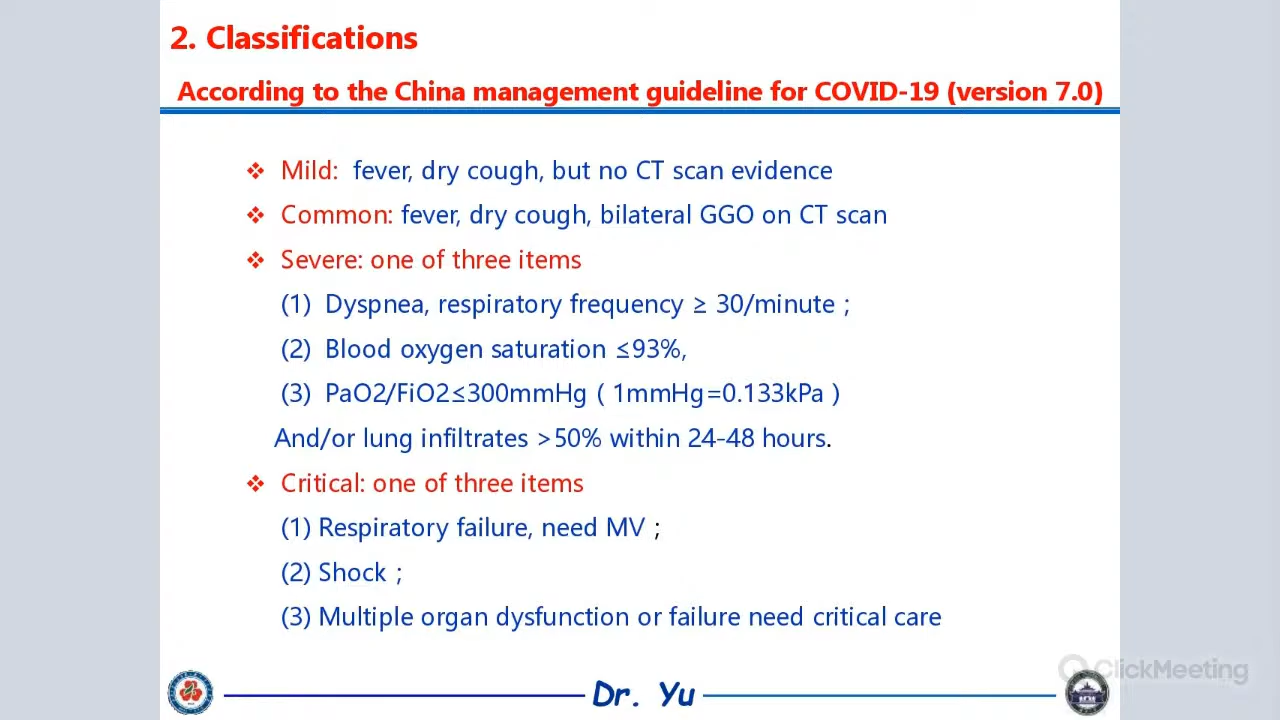 2. Classifications
According to the China management guideline for COVID-19 (version 7.0)
❖ Mild: fever, dry cough, but no CT scan evidence
❖ Common: fever, dry cough, bilateral GGO on CT scan
❖ Severe: one of three items
(1) Dyspnea, respiratory frequency ≥ 30/minute；
(2) Blood oxygen saturation ≤93%,
(3) PaO2/FiO2≤300mmHg ( 1mmHg=0.133kPa )
And/or lung infiltrates >50% within 24-48 hours.
❖ Critical: one of three items
(1) Respiratory failure, need MV；
(2) Shock；
(3) Multiple organ dysfunction or failure need critical care
ClickMeeting
Dr. Yu